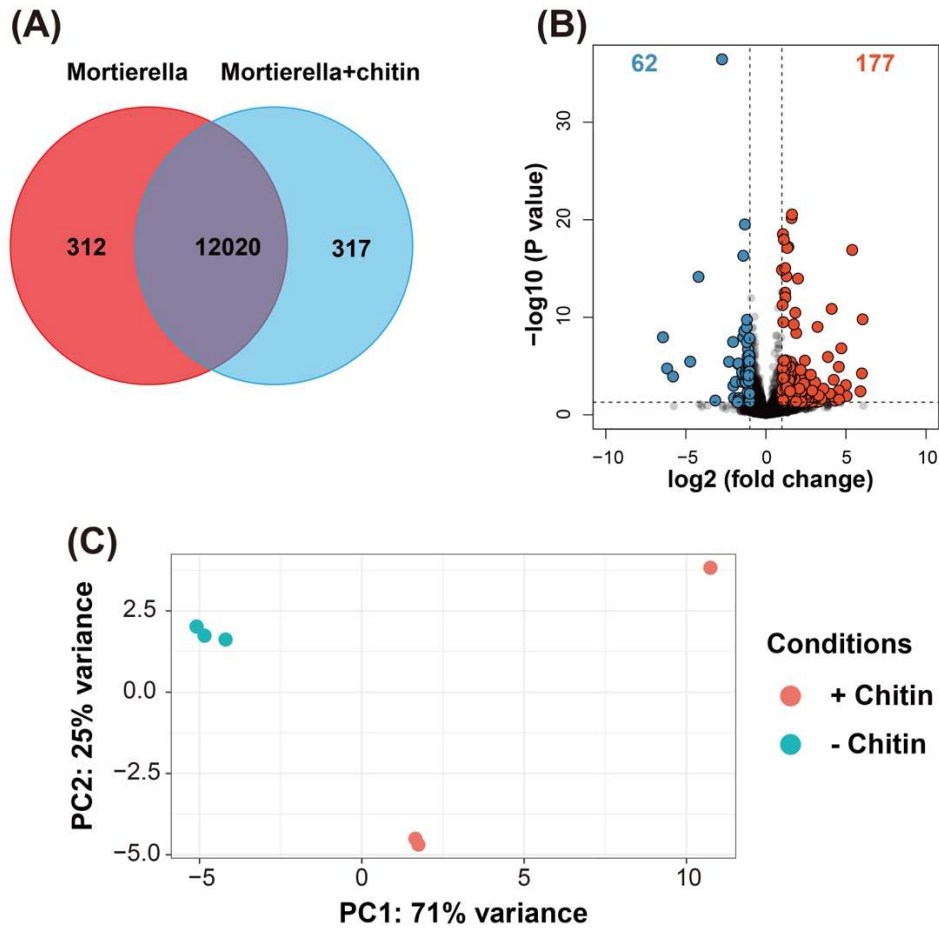 (A)
Mortierella
Mortierella+chitin
312
12020
317
(B)
62
177
−log10 (P value)
30
20
10
0
−10
−5
0
5
10
log2 (fold change)
(C)
PC2: 25% variance
2.5
0.0
−2.5
−5.0
−5
0
5
10
PC1: 71% variance
Conditions
+ Chitin
- Chitin